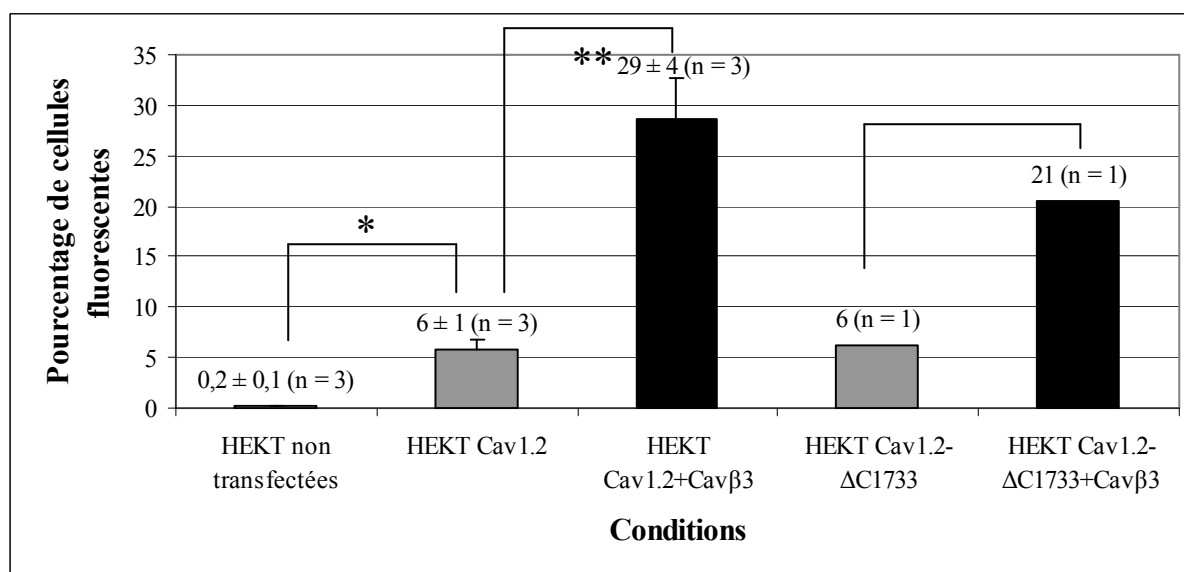 Pourcentage de cellules
fluorescentes
35
30
25
20
15
10
5
0
0,2 ± 0,1 (n = 3)
*
6 ± 1 (n = 3)
**
29 ± 4 (n = 3)
6 (n = 1)
21 (n = 1)
HEKT non
transfectées
HEKT Cav1.2
HEKT
Cav1.2+Cavβ3
HEKT Cav1.2-
ΔC1733
HEKT Cav1.2-
ΔC1733+Cavβ3
Conditions